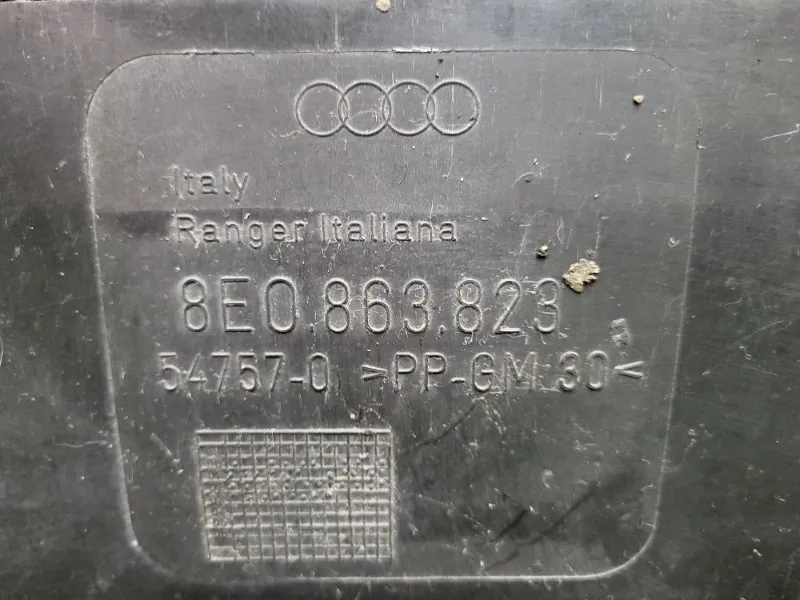 Italy
Ranger Italiana
8E0.863.823
54757-0 >PP-GM 30<